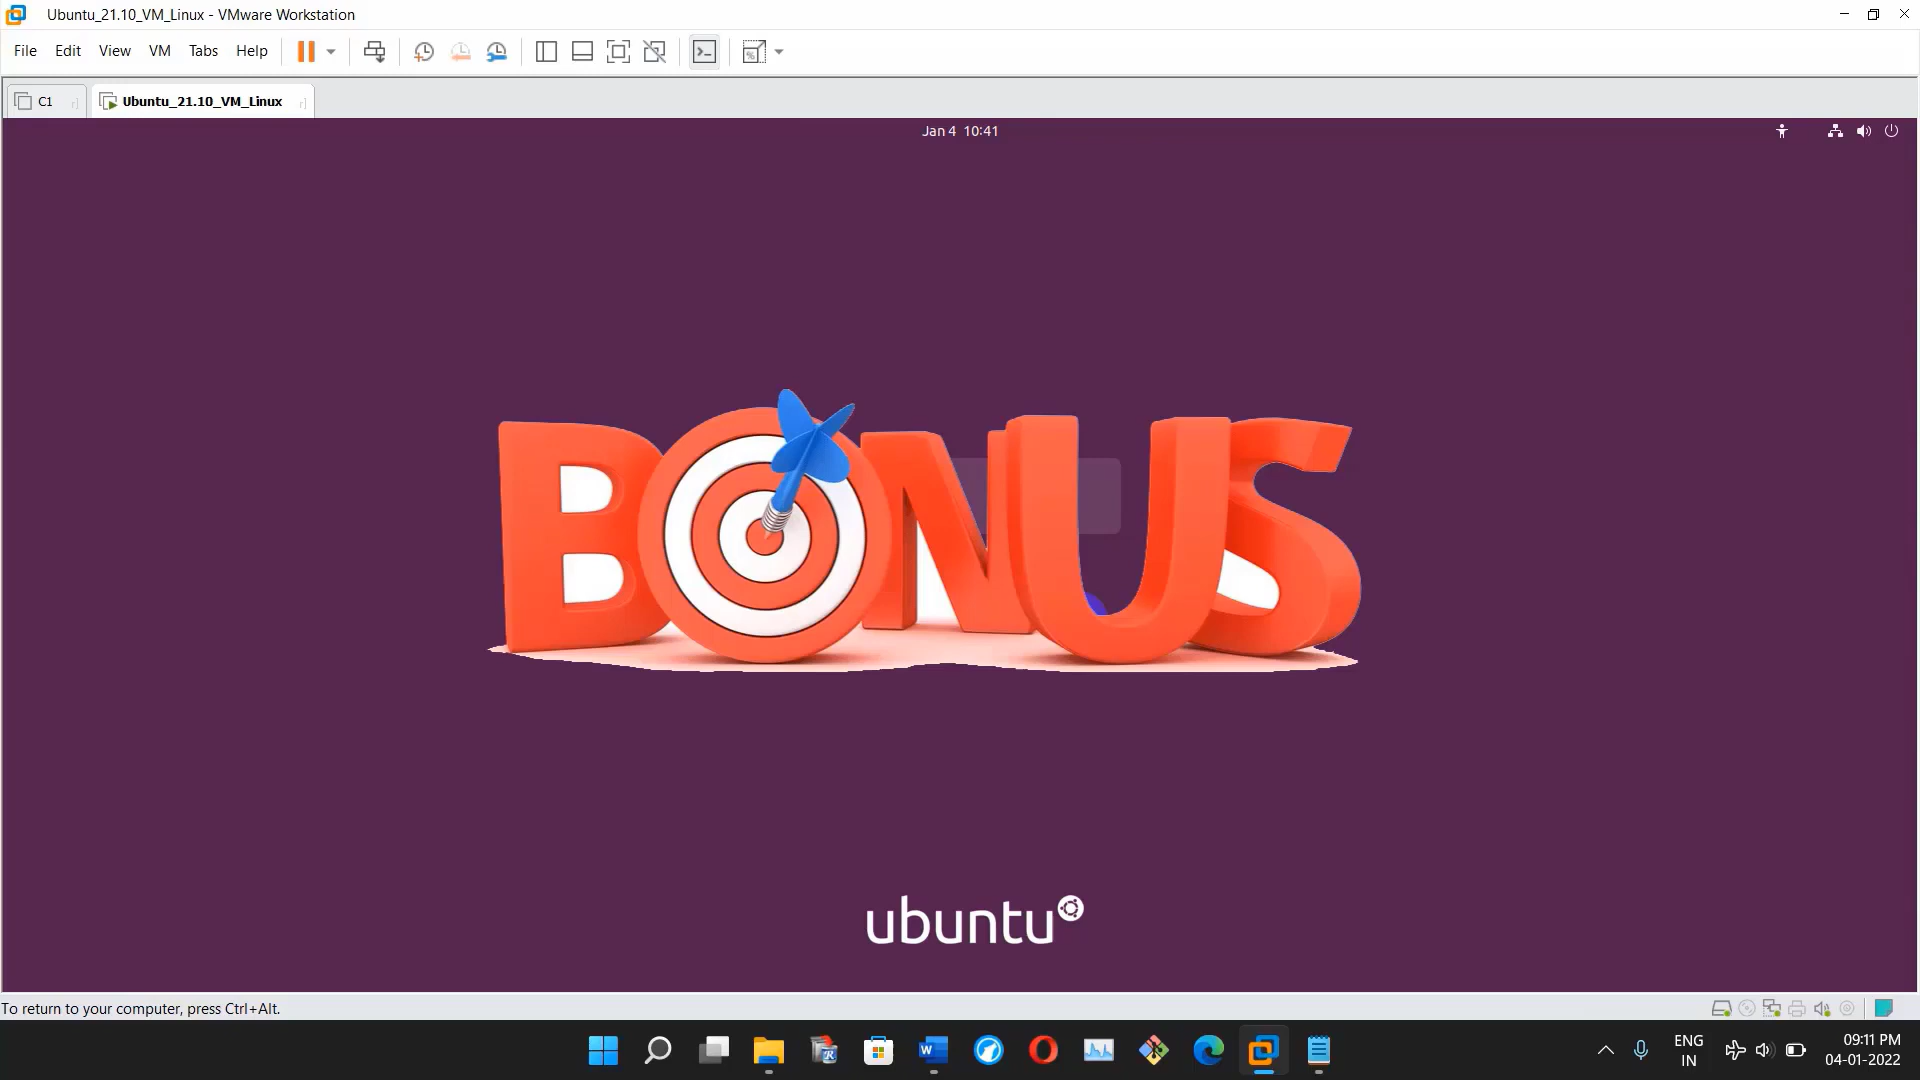 Ubuntu_21.10_VM_Linux - VMware Workstation
File Edit View VM Tabs Help
C1 Ubuntu_21.10_VM_Linux
Jan 4 10:41
BONUS
ubuntu
To return to your computer, press Ctrl+Alt.
ENG
IN
09:11 PM
04-01-2022